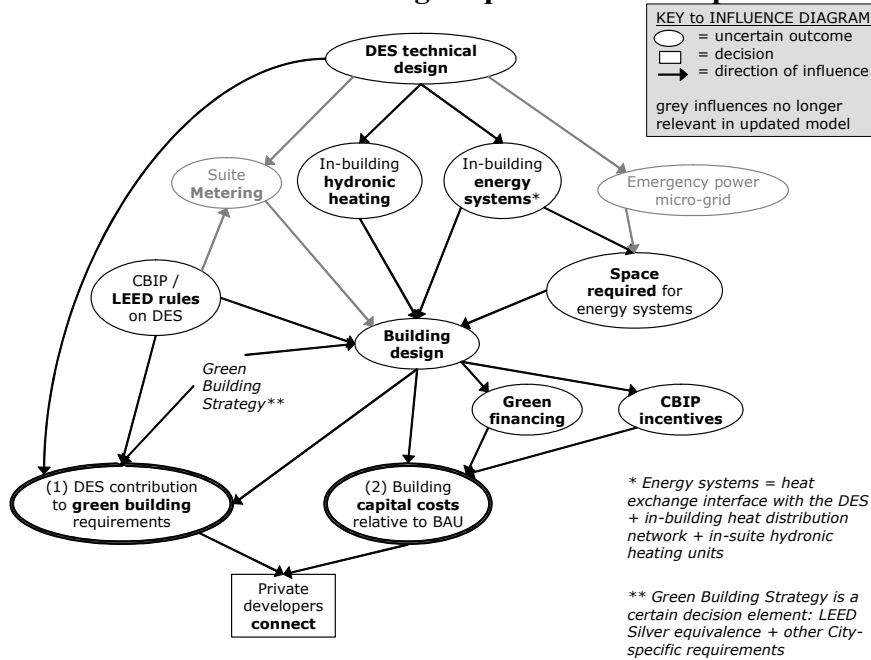 KEY to INFLUENCE DIAGRAM
= uncertain outcome
= decision
= direction of influence
grey influences no longer
relevant in updated model
DES technical
design
Suite
Metering
In-building
hydronic
heating
In-building
energy
systems*
Emergency power
micro-grid
CBIP /
LEED rules
on DES
Space
required for
energy systems
Building
design
Green
Building
Strategy**
Green
financing
CBIP
incentives
(1) DES contribution
to green building
requirements
(2) Building
capital costs
relative to BAU
Private
developers
connect
* Energy systems = heat
exchange interface with the DES
+ in-building heat distribution
network + in-suite hydronic
heating units
** Green Building Strategy is a
certain decision element: LEED
Silver equivalence + other City-
specific requirements